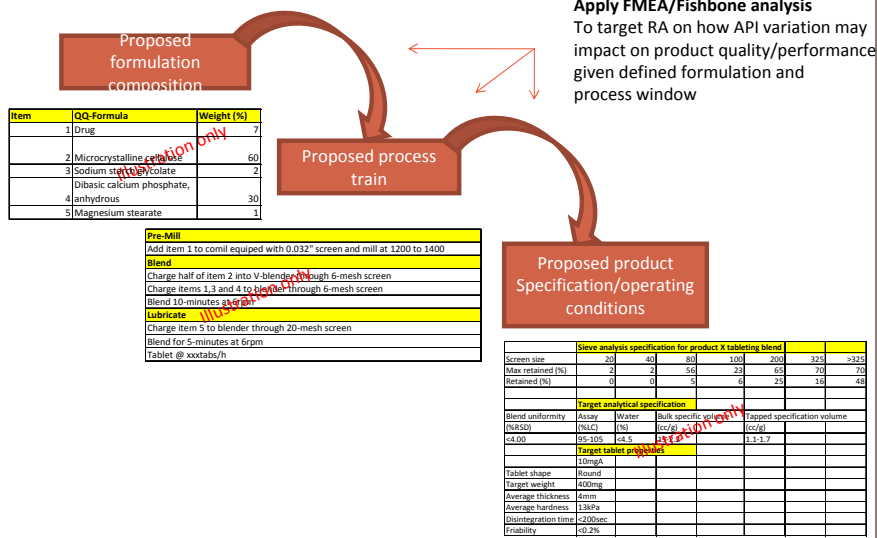 Apply FMEA/Fishbone analysis
To target RA on how API variation may
impact on product quality/performance
given defined formulation and
process window
Proposed
formulation
composition
Item QQ-Formula Weight (%)
1 Drug 7
2 Microcrystalline cellulose 60
3 Sodium starch glycolate 2
Dibasic calcium phosphate,
4 anhydrous 30
5 Magnesium stearate 1
Illustration only
Proposed process
train
Pre-Mill
Add item 1 to comil equiped with 0.032" screen and mill at 1200 to 1400
Blend
Charge half of item 2 into V-blender through 6-mesh screen
Charge items 1,3 and 4 to blender through 6-mesh screen
Blend 10-minutes at 6rpm
Lubricate
Charge item 5 to blender through 20-mesh screen
Blend for 5-minutes at 6rpm
Tablet @ xxxtabs/h
Illustration only
Proposed product
Specification/operating
conditions
Sieve analysis specification for product X tableting blend
Screen size 20 40 80 100 200 325 >325
Max retained (%) 2 2 56 23 65 70 70
Retained (%) 0 0 5 6 25 16 48
Target analytical specification
Blend uniformity Assay Water Bulk specific volume Tapped specification volume
(%RSD) (%LC) (%) (cc/g) (cc/g)
<4.00 95-105 <4.5 1.1-1.7
Target tablet properties
10mgA
Tablet shape Round
Target weight 400mg
Average thickness 4mm
Average hardness 13kPa
Disintegration time <200sec
Friability <0.2%
Illustration only